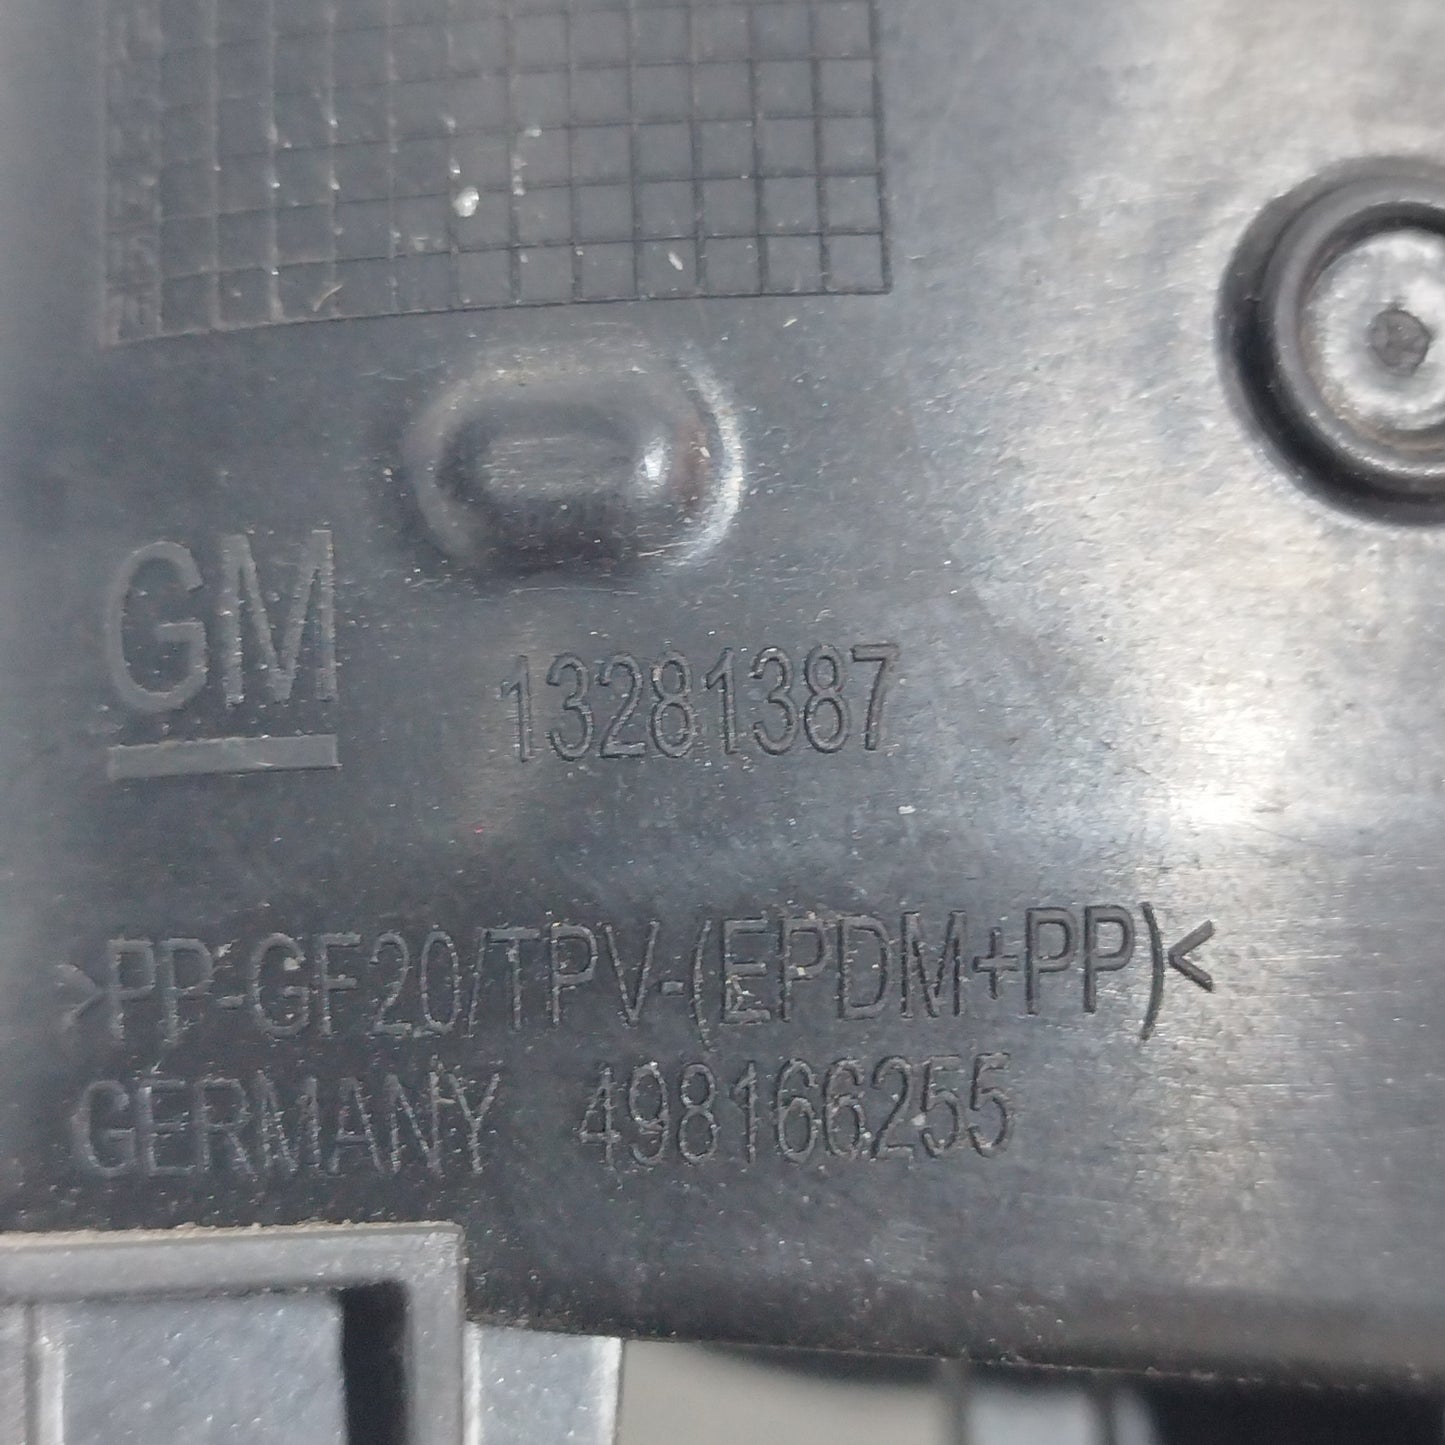 GM
13281387
>PP-GF20/TPV-(EPDM+PP)<
GERMANY 498166255